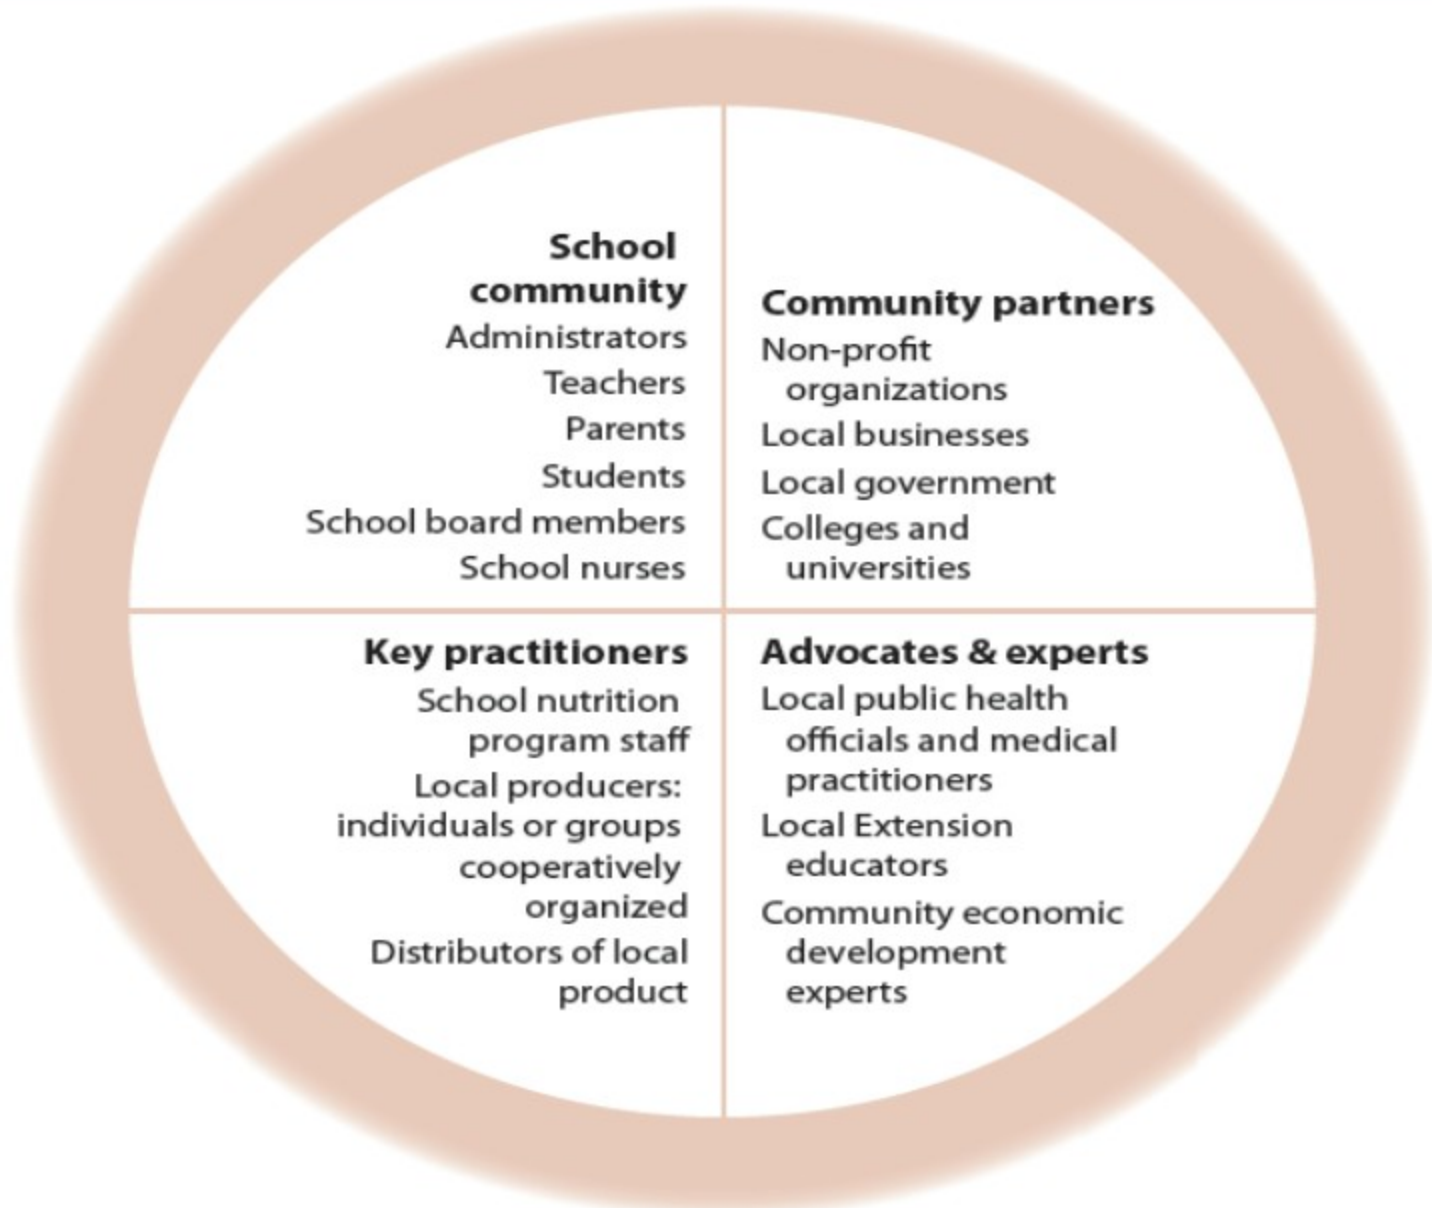 School
community
Administrators
Teachers
Parents
Students
School board members
School nurses
Community partners
Non-profit
organizations
Local businesses
Local government
Colleges and
universities
Key practitioners
School nutrition
program staff
Local producers:
individuals or groups
cooperatively
organized
Distributors of local
product
Advocates & experts
Local public health
officials and medical
practitioners
Local Extension
educators
Community economic
development
experts